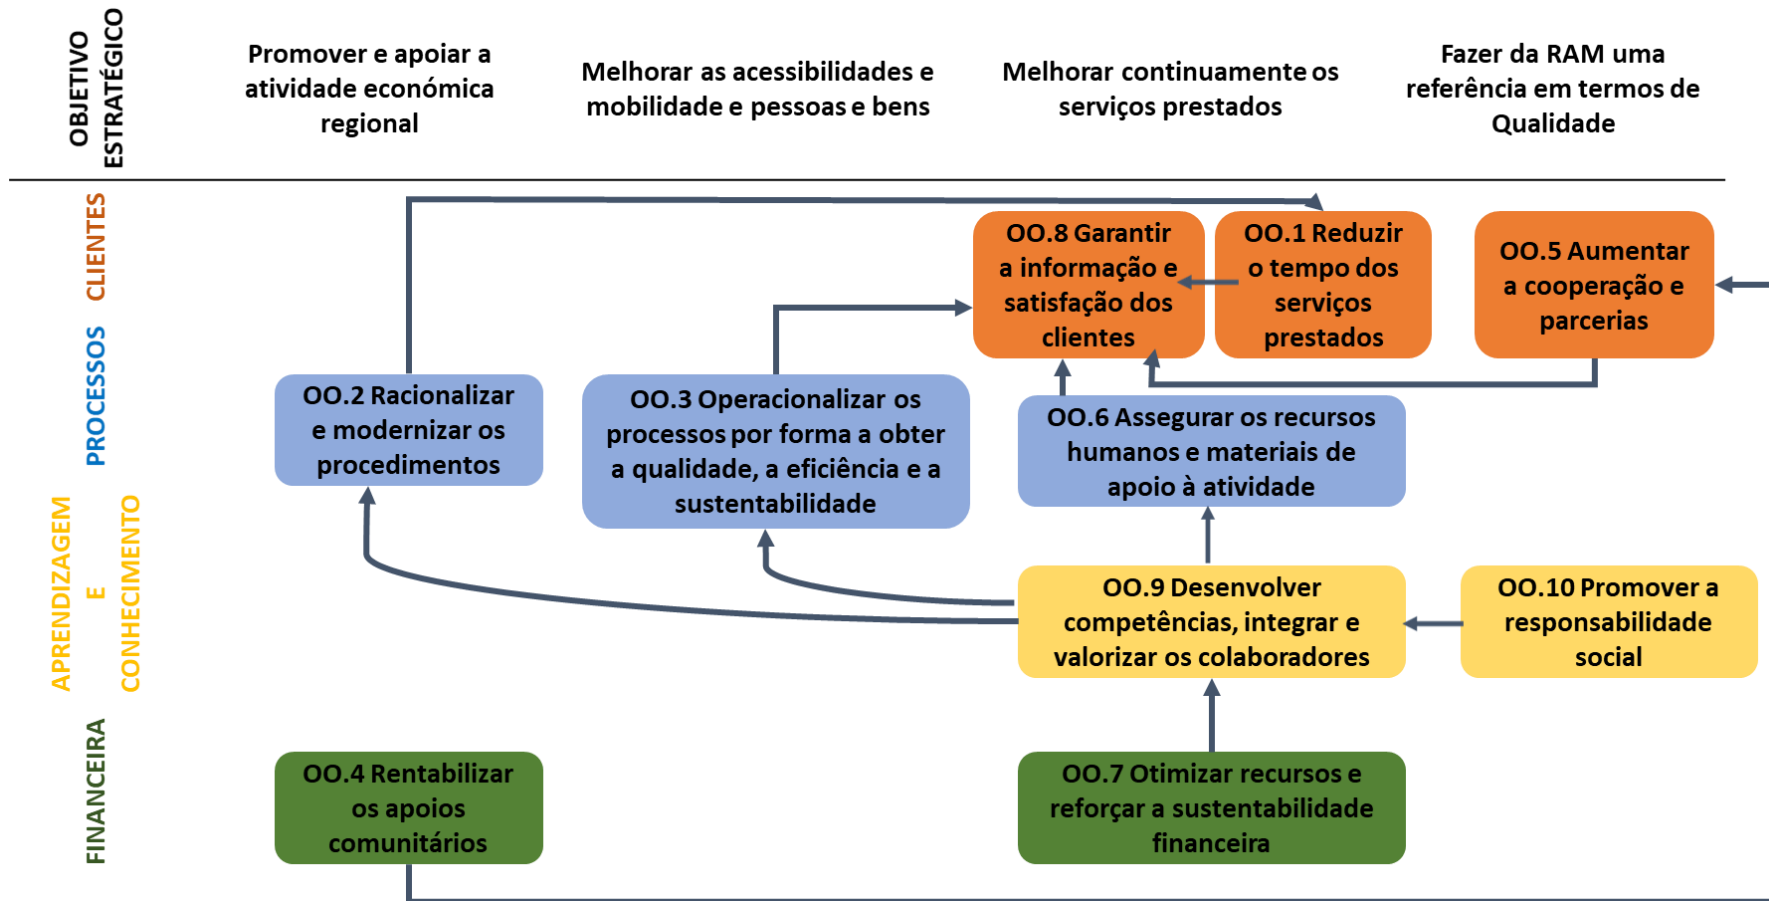 OBJETIVO
ESTRATÉGICO
Promover e apoiar a
atividade económica
regional
Melhorar as acessibilidades e
mobilidade e pessoas e bens
Melhorar continuamente os
serviços prestados
Fazer da RAM uma
referência em termos de
Qualidade
CLIENTES
OO.8 Garantir
a informação e
satisfação dos
clientes
OO.1 Reduzir
o tempo dos
serviços
prestados
OO.5 Aumentar
a cooperação e
parcerias
PROCESSOS
OO.2 Racionalizar
e modernizar os
procedimentos
OO.3 Operacionalizar os
processos por forma a obter
a qualidade, a eficiência e a
sustentabilidade
OO.6 Assegurar os recursos
humanos e materiais de
apoio à atividade
APRENDIZAGEM
E
CONHECIMENTO
OO.9 Desenvolver
competências, integrar e
valorizar os colaboradores
OO.10 Promover a
responsabilidade
social
FINANCEIRA
OO.4 Rentabilizar
os apoios
comunitários
OO.7 Otimizar recursos e
reforçar a sustentabilidade
financeira